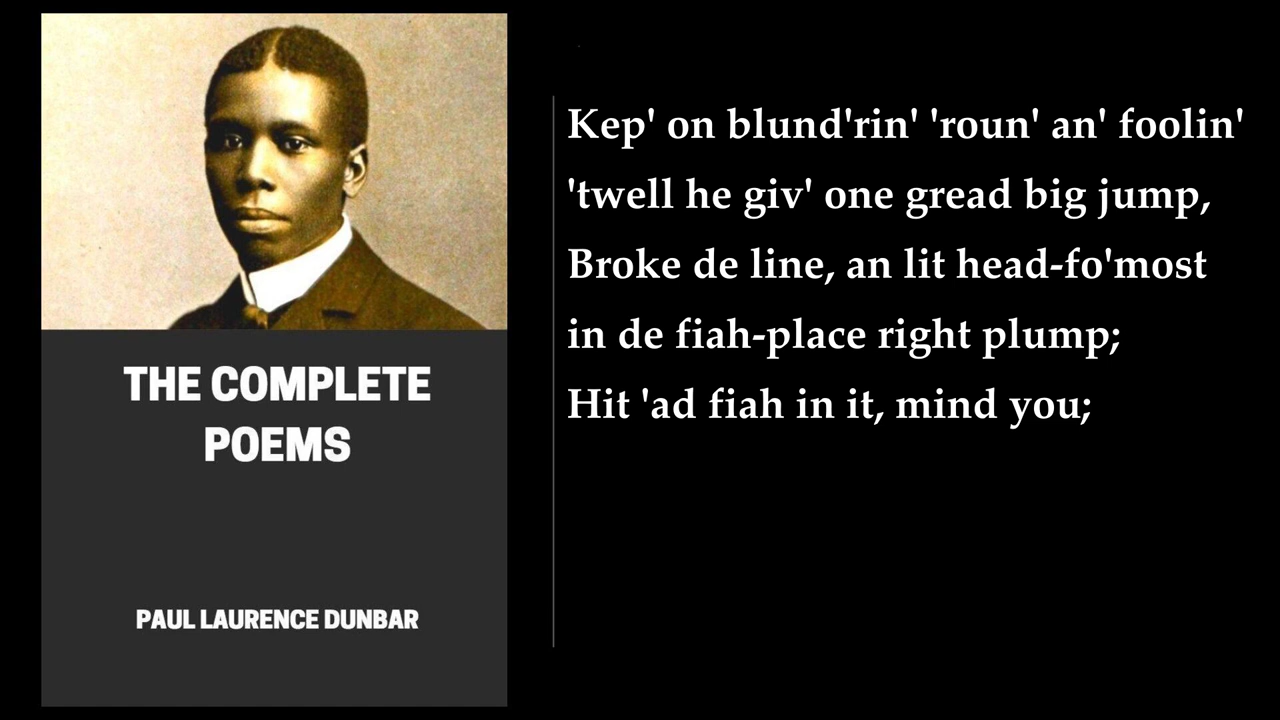 THE COMPLETE
POEMS
PAUL LAURENCE DUNBAR
Kep' on blund'rin' 'roun' an' foolin'
'twell he giv' one gread big jump,
Broke de line, an lit head-fo'most
in de fiah-place right plump;
Hit 'ad fiah in it, mind you;